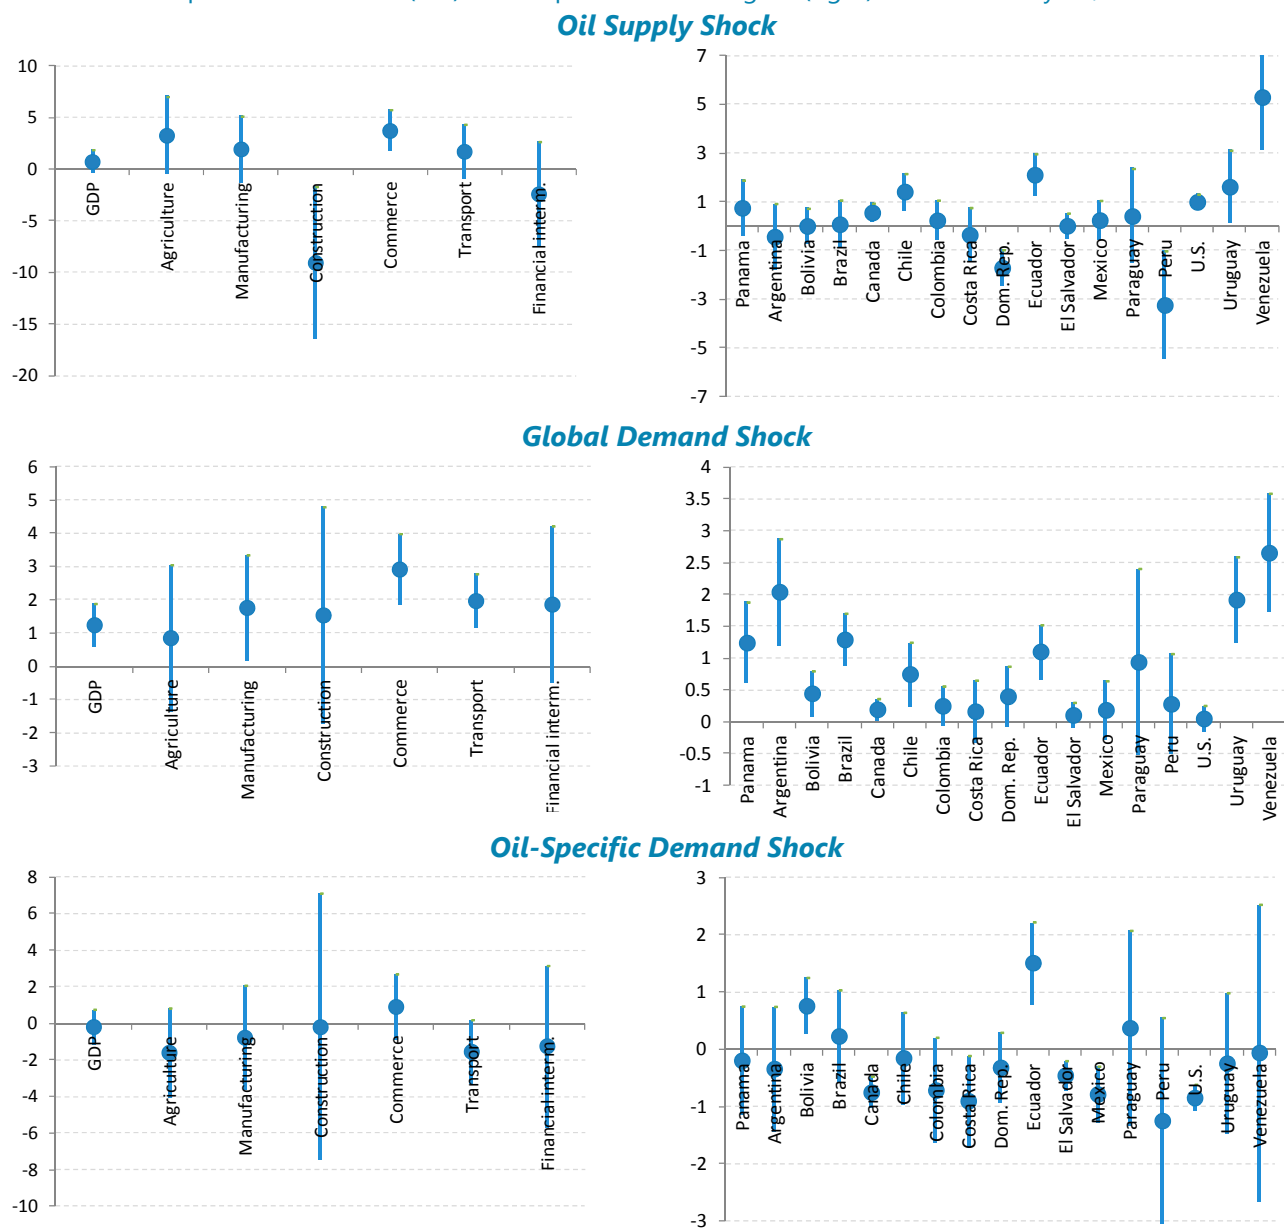 Oil Supply Shock
10
5
0
-5
-10
-15
-20
GDP
Agriculture
Manufacturing
Construction
Commerce
Transport
Financial interm.
7
5
3
1
-1
-3
-5
-7
Panama
Argentina
Bolivia
Brazil
Canada
Chile
Colombia
Costa Rica
Dom. Rep.
Ecuador
El Salvador
Mexico
Paraguay
Peru
U.S.
Uruguay
Venezuela
Global Demand Shock
6
5
4
3
2
1
0
-1
-2
-3
GDP
Agriculture
Manufacturing
Construction
Commerce
Transport
Financial interm.
4
3.5
3
2.5
2
1.5
1
0.5
0
-0.5
-1
Panama
Argentina
Bolivia
Brazil
Canada
Chile
Colombia
Costa Rica
Dom. Rep.
Ecuador
El Salvador
Mexico
Paraguay
Peru
U.S.
Uruguay
Venezuela
Oil-Specific Demand Shock
8
6
4
2
0
-2
-4
-6
-8
-10
GDP
Agriculture
Manufacturing
Construction
Commerce
Transport
Financial interm.
3
2
1
0
-1
-2
-3
Panama
Argentina
Bolivia
Brazil
Canada
Chile
Colombia
Costa Rica
Dom. Rep.
Ecuador
El Salvador
Mexico
Paraguay
Peru
U.S.
Uruguay
Venezuela